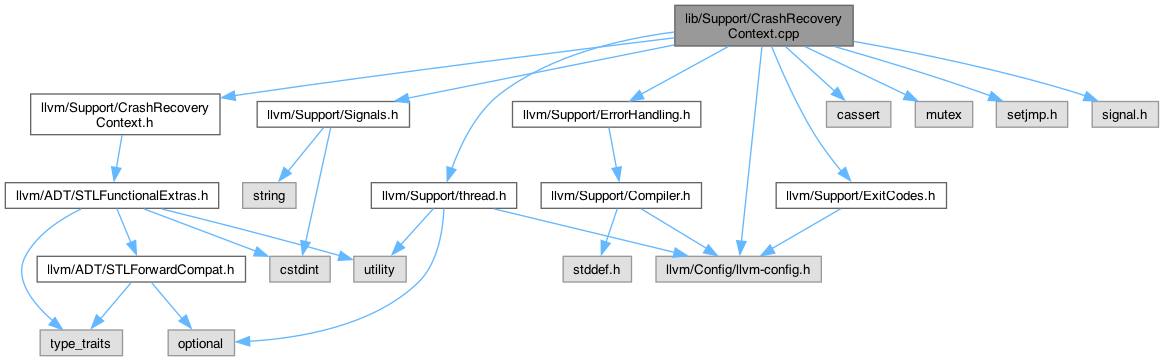 lib/Support/CrashRecovery
Context.cpp
llvm/Support/CrashRecovery
Context.h
llvm/Support/Signals.h
llvm/Support/ErrorHandling.h
cassert
mutex
setjmp.h
signal.h
llvm/ADT/STLFunctionalExtras.h
string
llvm/Support/thread.h
llvm/Support/Compiler.h
llvm/Support/ExitCodes.h
llvm/ADT/STLForwardCompat.h
cstdint
utility
stddef.h
llvm/Config/llvm-config.h
type_traits
optional